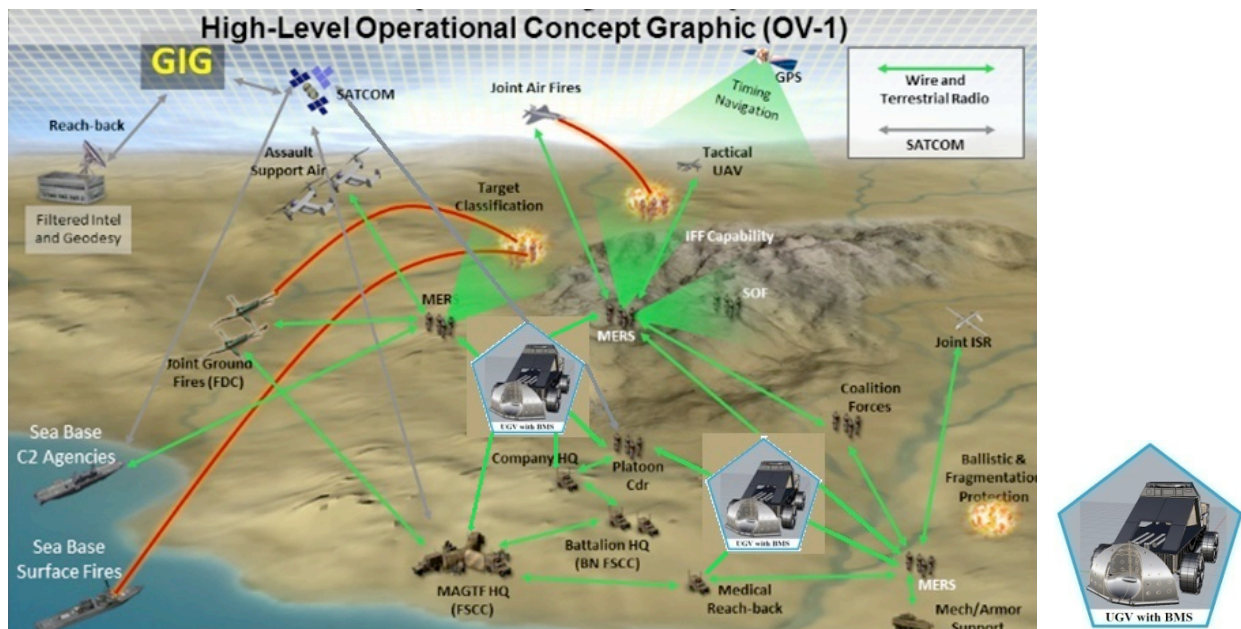 High-Level Operational Concept Graphic (OV-1)
GIG
SATCOM
Reach-back
Filtered Intel
and Geodesy
Assault
Support Air
Joint Air Fires
GPS
Timing
Navigation
Wire and
Terrestrial Radio
SATCOM
Tactical
UAV
Target
Classification
IFF Capability
SOF
MERS
MERS
Joint ISR
Joint Ground
Fires (FDC)
Coalition
Forces
UGV with BMS
Sea Base
C2 Agencies
Company HQ
Platoon
Cdr
Ballistic &
Fragmentation
Protection
UGV with BMS
Sea Base
Surface Fires
Battalion HQ
(BN FSCC)
MAGTF HQ
(FSCC)
Medical
Reach-back
MERS
Mech/Armor
Support
UGV with BMS